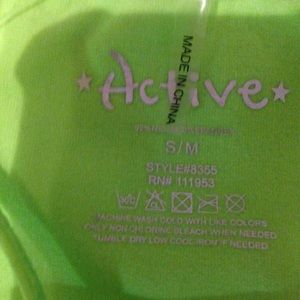 Active
MADE IN CHINA
S/M
STYLE#8355
RN# 111953
MACHINE WASH COLD WITH LIKE COLORS
ONLY NON CHLORINE BLEACH WHEN NEEDED
TUMBLE DRY LOW COOL IRON IF NEEDED